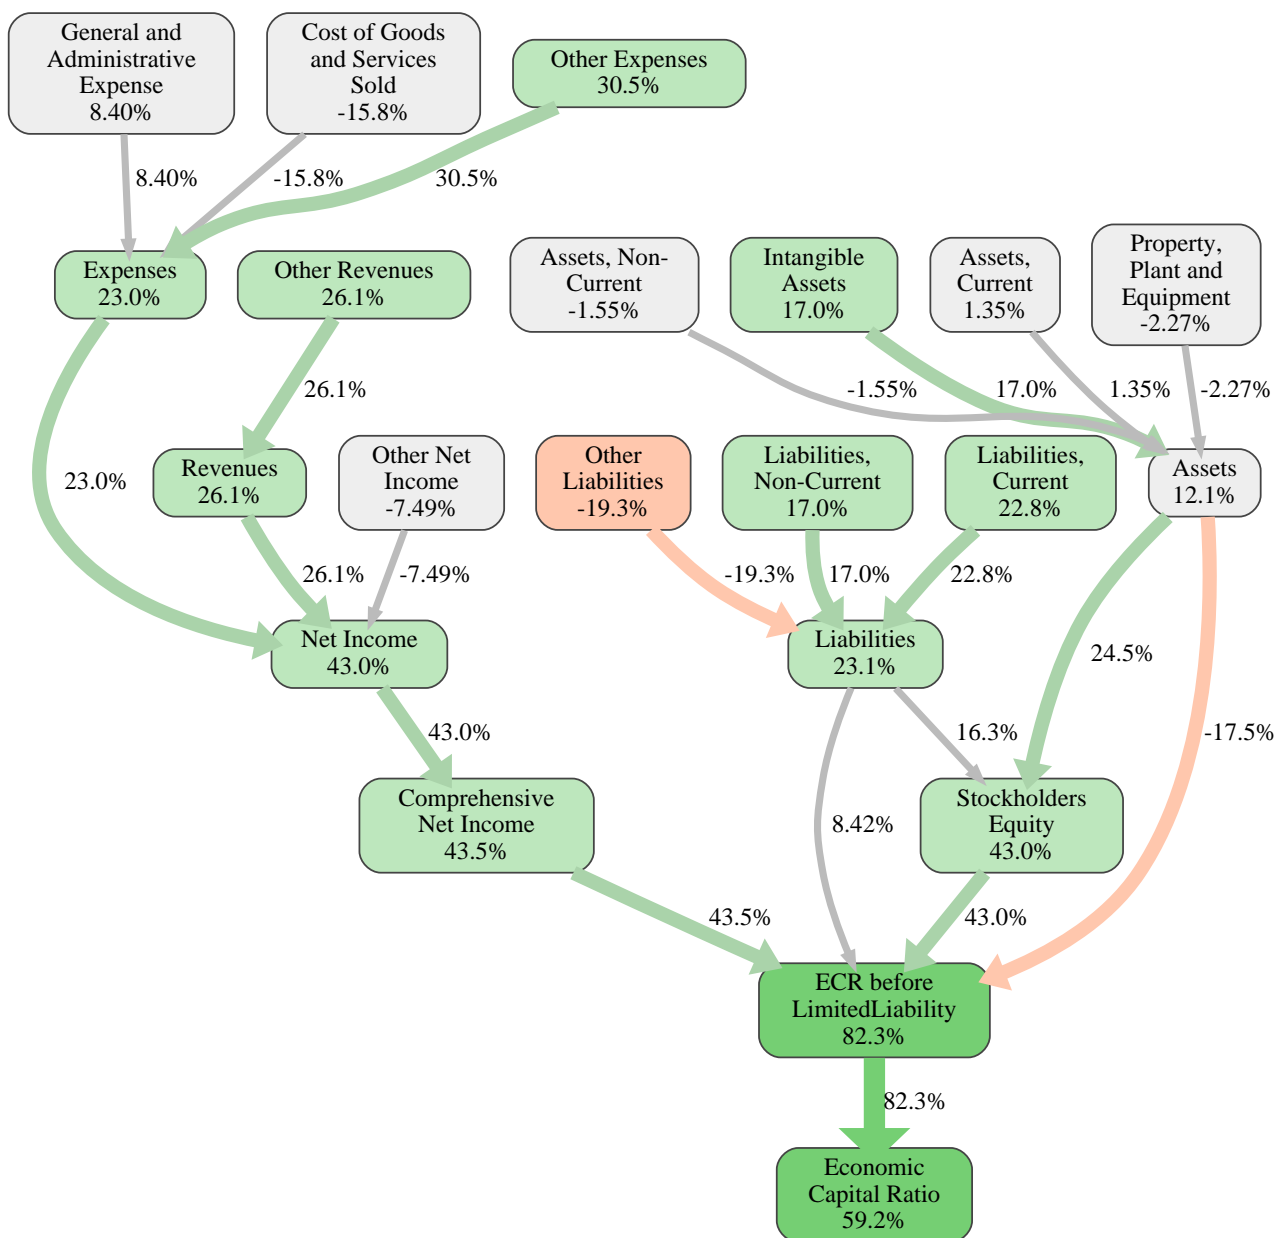 General and
Administrative
Expense
8.40%
Cost of Goods
and Services
Sold
-15.8%
Other Expenses
30.5%
8.40%
-15.8%
30.5%
Expenses
23.0%
Other Revenues
26.1%
Assets, Non-
Current
-1.55%
Intangible
Assets
17.0%
Assets,
Current
1.35%
Property,
Plant and
Equipment
-2.27%
26.1%
-1.55%
17.0%
1.35%
-2.27%
23.0%
Revenues
26.1%
Other Net
Income
-7.49%
Other
Liabilities
-19.3%
Liabilities,
Non-Current
17.0%
Liabilities,
Current
22.8%
Assets
12.1%
26.1%
-7.49%
-19.3%
17.0%
22.8%
Net Income
43.0%
Liabilities
23.1%
24.5%
43.0%
16.3%
-17.5%
Comprehensive
Net Income
43.5%
8.42%
Stockholders
Equity
43.0%
43.5%
43.0%
ECR before
LimitedLiability
82.3%
82.3%
Economic
Capital Ratio
59.2%